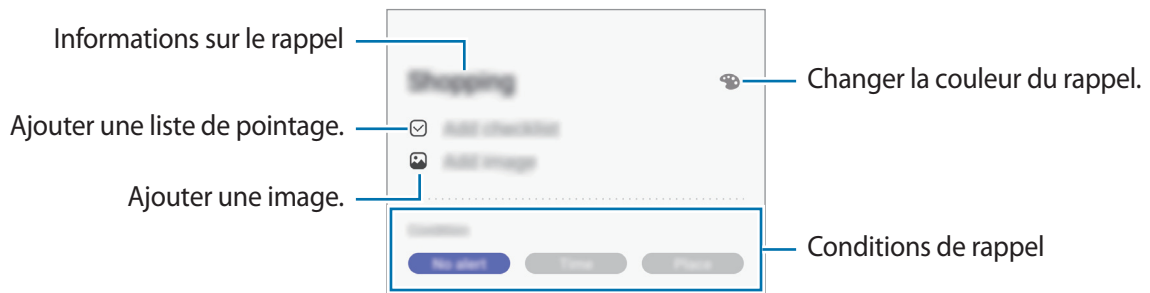 Informations sur le rappel
Shopping
Changer la couleur du rappel.
Ajouter une liste de pointage.
Add checklist
Ajouter une image.
Add image
Conditions de rappel
No alert
Time
Place